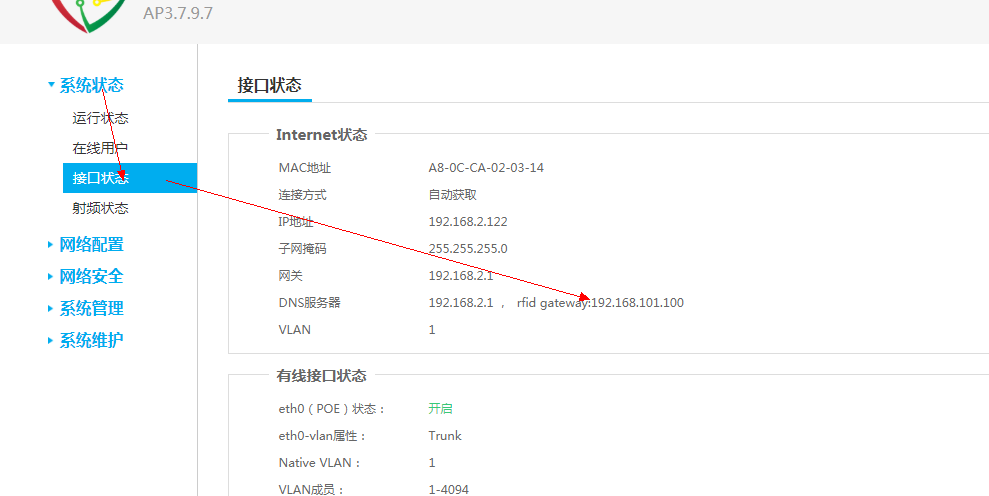 AP3.7.9.7
系统状态
运行状态
在线用户
接口状态
射频状态
网络配置
网络安全
系统管理
系统维护
接口状态
Internet状态
MAC地址 A8-0C-CA-02-03-14
连接方式 自动获取
IP地址 192.168.2.122
子网掩码 255.255.255.0
网关 192.168.2.1
DNS服务器 192.168.2.1 ， rfid gateway:192.168.101.100
VLAN 1
有线接口状态
eth0（POE）状态： 开启
eth0-vlan属性： Trunk
Native VLAN： 1
VLAN成员： 1-4094